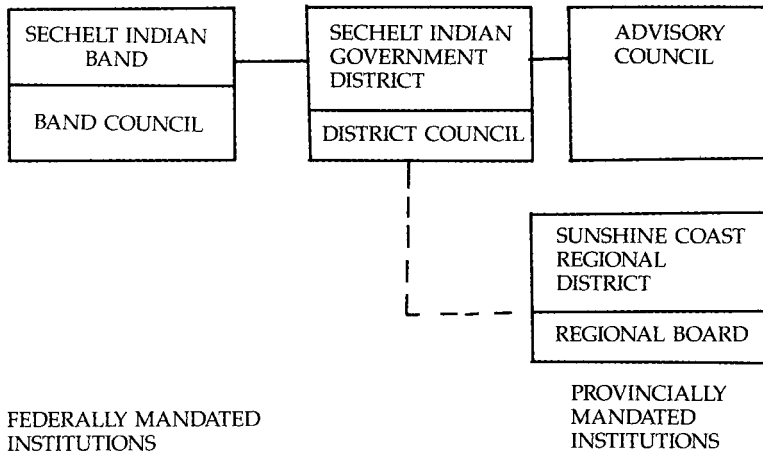 SECHELT INDIAN
BAND
BAND COUNCIL
SECHELT INDIAN
GOVERNMENT
DISTRICT
DISTRICT COUNCIL
ADVISORY
COUNCIL
SUNSHINE COAST
REGIONAL
DISTRICT
REGIONAL BOARD
FEDERALLY MANDATED
INSTITUTIONS
PROVINCIALLY
MANDATED
INSTITUTIONS